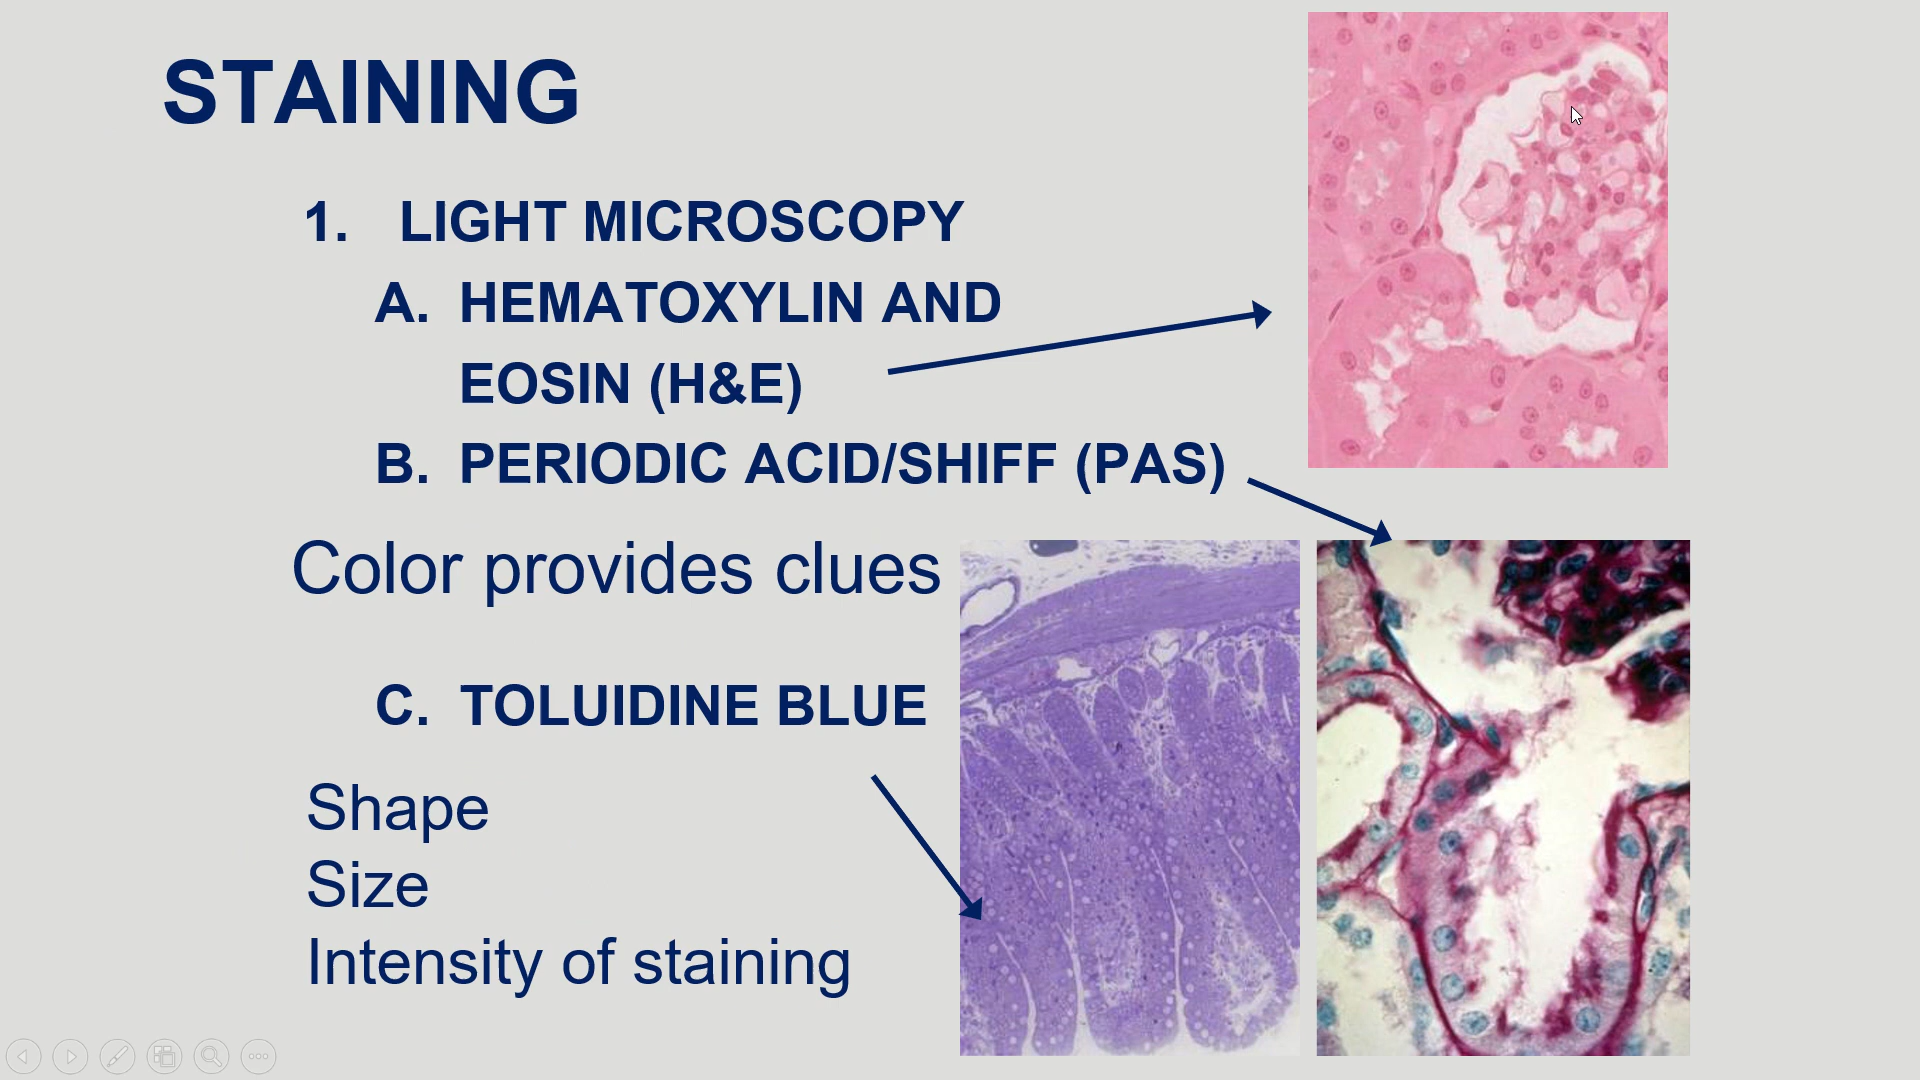 STAINING
1. LIGHT MICROSCOPY
A. HEMATOXYLIN AND
EOSIN (H&E)
B. PERIODIC ACID/SHIFF (PAS)
Color provides clues
C. TOLUIDINE BLUE
Shape
Size
Intensity of staining